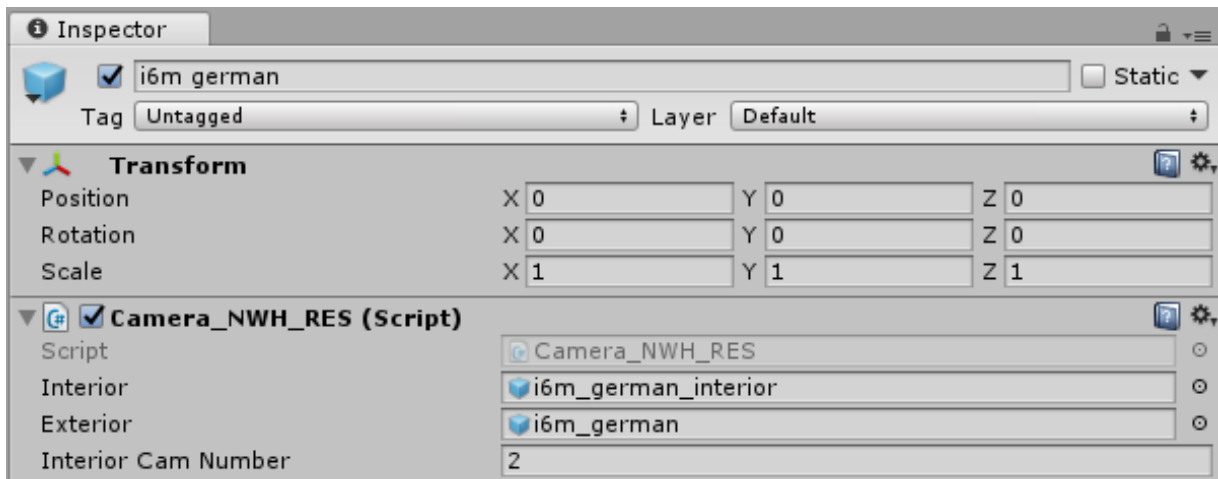 Inspector
i6m german Static
Tag Untagged Layer Default
Transform
Position X 0 Y 0 Z 0
Rotation X 0 Y 0 Z 0
Scale X 1 Y 1 Z 1
Camera_NWH_RES (Script)
Script Camera_NWH_RES
Interior i6m_german_interior
Exterior i6m_german
Interior Cam Number 2